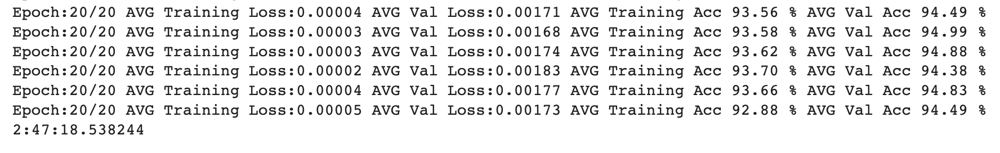 Epoch:20/20 AVG Training Loss:0.00004 AVG Val Loss:0.00171 AVG Training Acc 93.56 % AVG Val Acc 94.49 %
Epoch:20/20 AVG Training Loss:0.00003 AVG Val Loss:0.00168 AVG Training Acc 93.58 % AVG Val Acc 94.99 %
Epoch:20/20 AVG Training Loss:0.00003 AVG Val Loss:0.00174 AVG Training Acc 93.62 % AVG Val Acc 94.88 %
Epoch:20/20 AVG Training Loss:0.00002 AVG Val Loss:0.00183 AVG Training Acc 93.70 % AVG Val Acc 94.38 %
Epoch:20/20 AVG Training Loss:0.00004 AVG Val Loss:0.00177 AVG Training Acc 93.66 % AVG Val Acc 94.83 %
Epoch:20/20 AVG Training Loss:0.00005 AVG Val Loss:0.00173 AVG Training Acc 92.88 % AVG Val Acc 94.49 %
2:47:18.538244